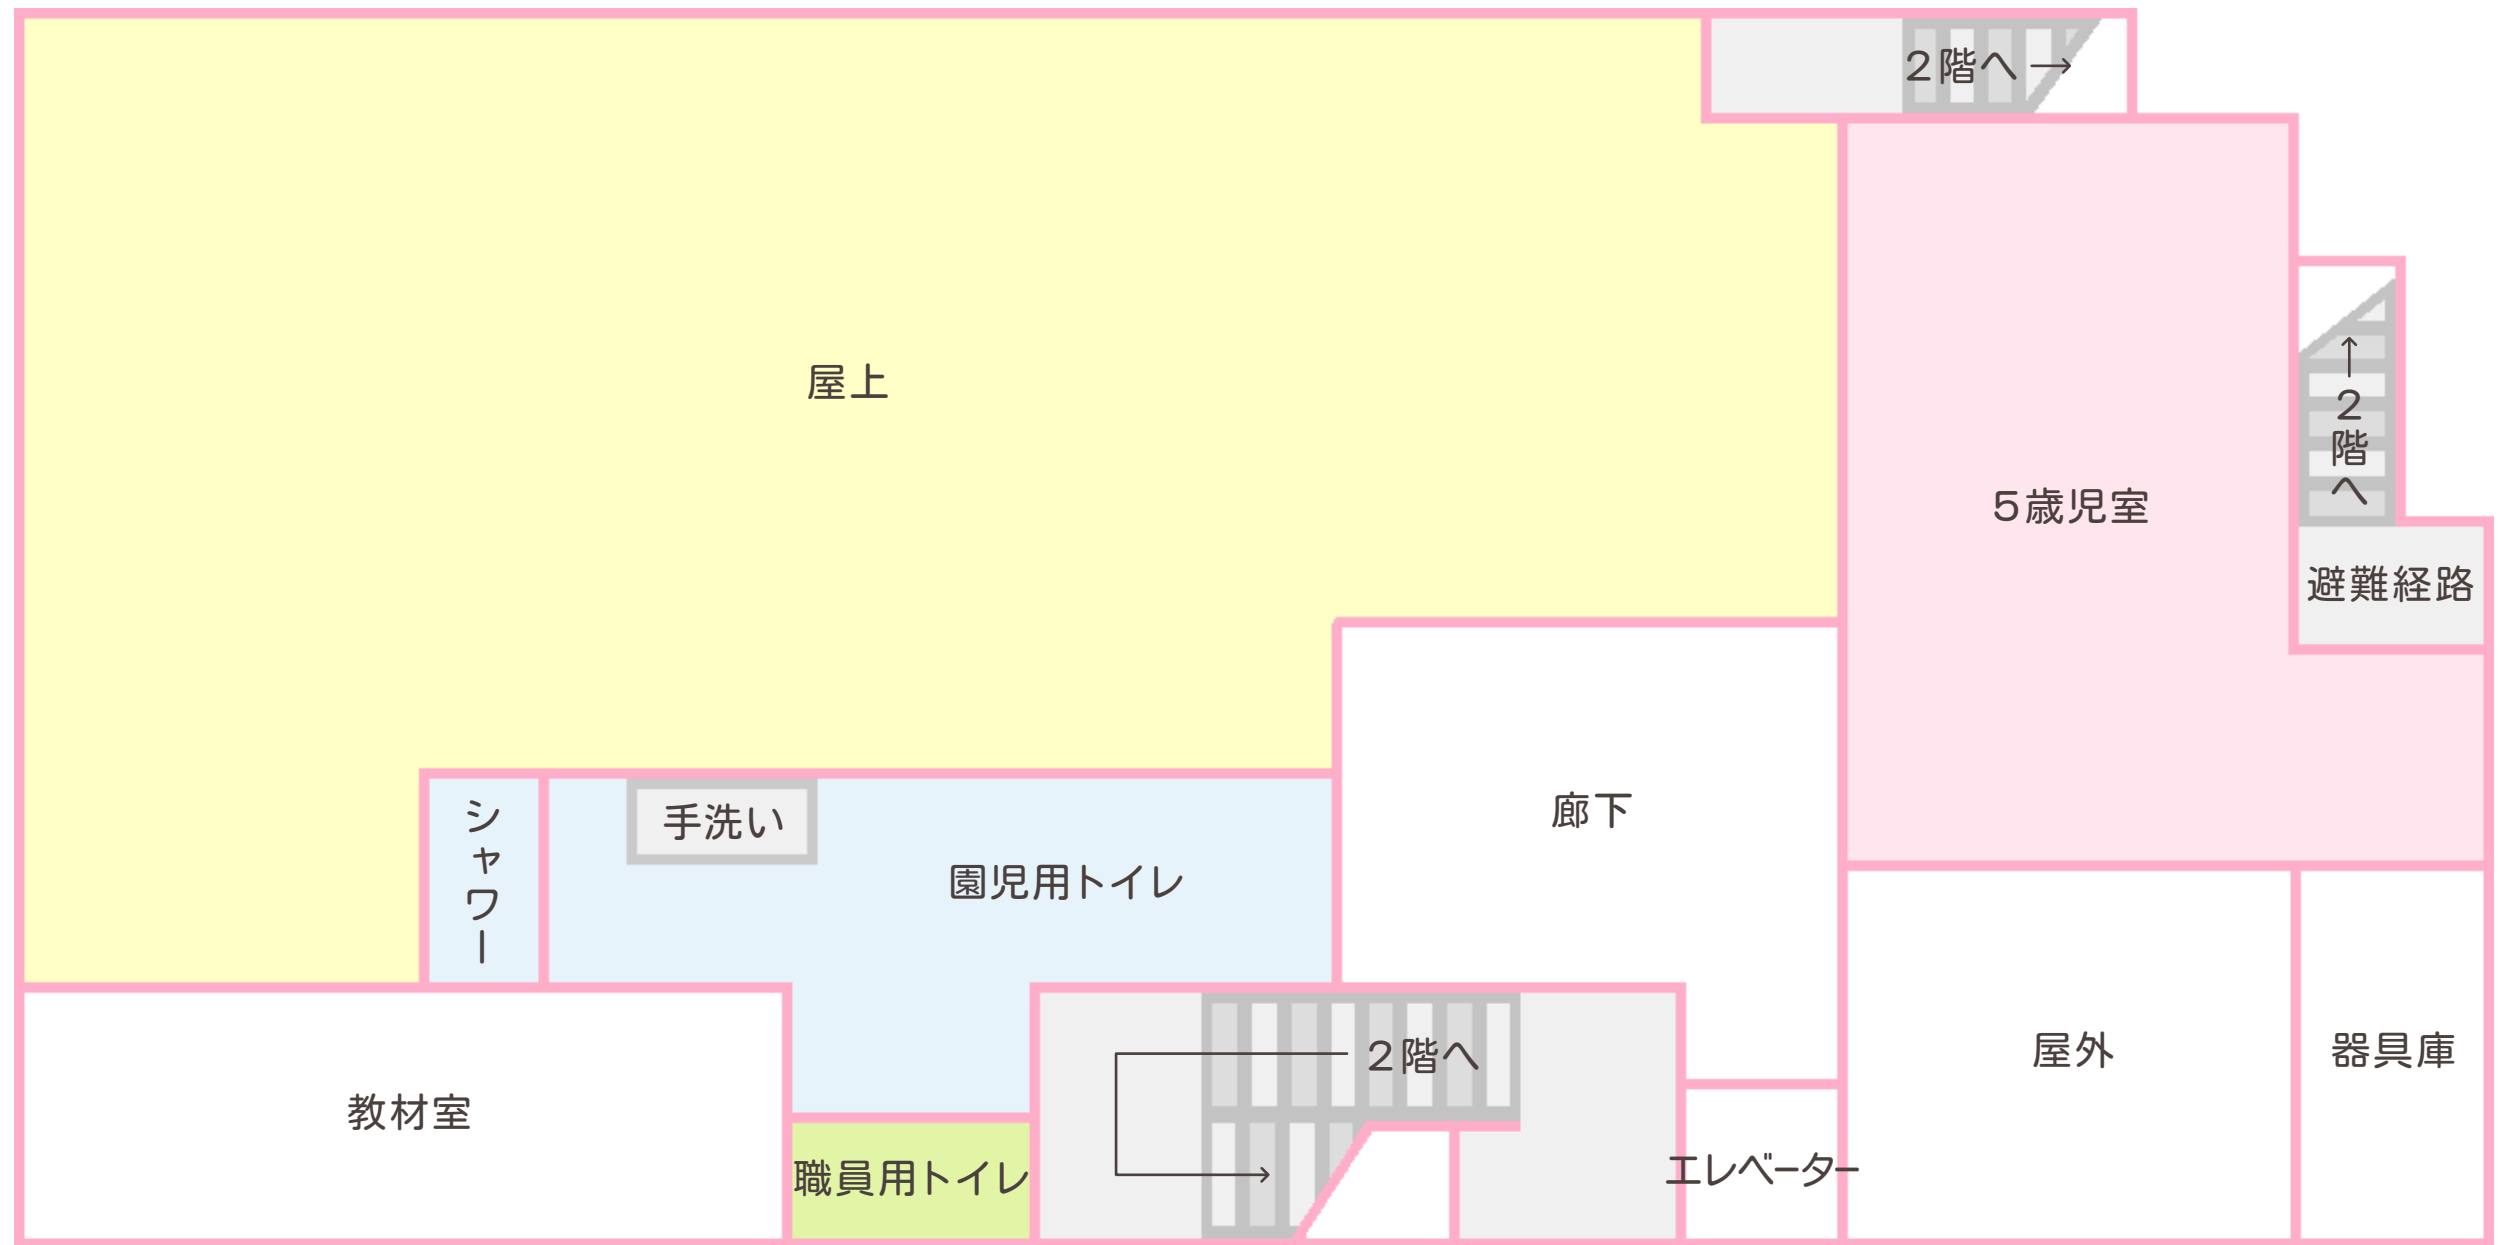 2階へ
屋上
2階へ
5歳児室
避難経路
シャワー
手洗い
廊下
園児用トイレ
2階へ
屋外
器具庫
教材室
職員用トイレ
エレベーター